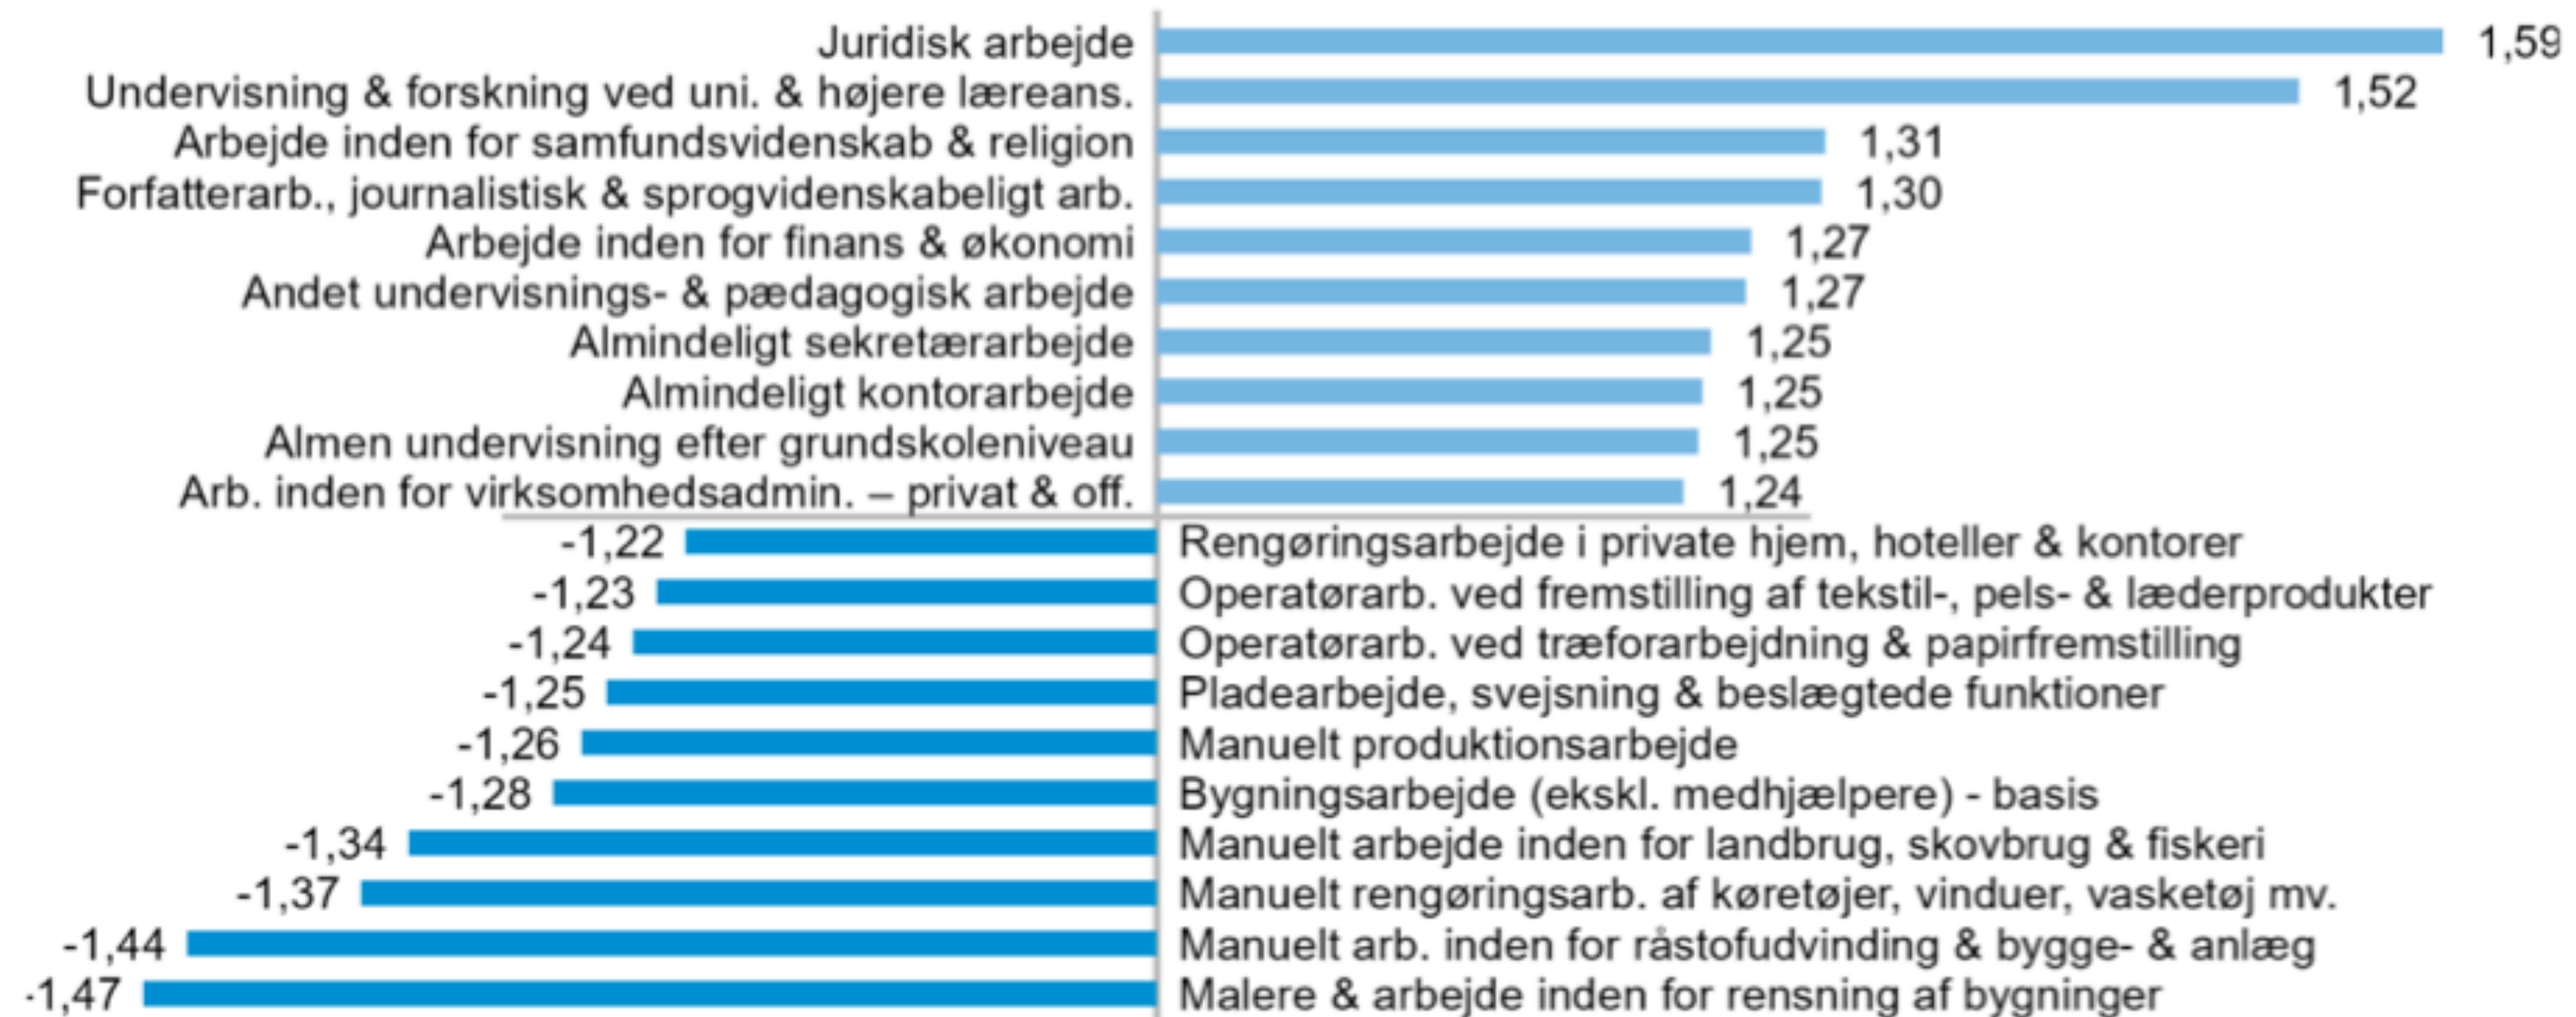 Juridisk arbejde 1,59
Undervisning & forskning ved uni. & højere læreans. 1,52
Arbejde inden for samfundsvidenskab & religion 1,31
Forfatterarb., journalistisk & sprogvidenskabeligt arb. 1,30
Arbejde inden for finans & økonomi 1,27
Andet undervisnings- & pædagogisk arbejde 1,27
Almindeligt sekretærarbejde 1,25
Almindeligt kontorarbejde 1,25
Almen undervisning efter grundskoleniveau 1,25
Arb. inden for virksomhedsadmin. – privat & off. 1,24
-1,22 Rengøringsarbejde i private hjem, hoteller & kontorer
-1,23 Operatørarb. ved fremstilling af tekstil-, pels- & læderprodukter
-1,24 Operatørarb. ved træforarbejdning & papirfremstilling
-1,25 Pladearbejde, svejsning & beslægtede funktioner
-1,26 Manuelt produktionsarbejde
-1,28 Bygningsarbejde (ekskl. medhjælpere) - basis
-1,34 Manuelt arbejde inden for landbrug, skovbrug & fiskeri
-1,37 Manuelt rengøringsarb. af køretøjer, vinduer, vasketøj mv.
-1,44 Manuelt arb. inden for råstofudvinding & bygge- & anlæg
-1,47 Malere & arbejde inden for rensning af bygninger